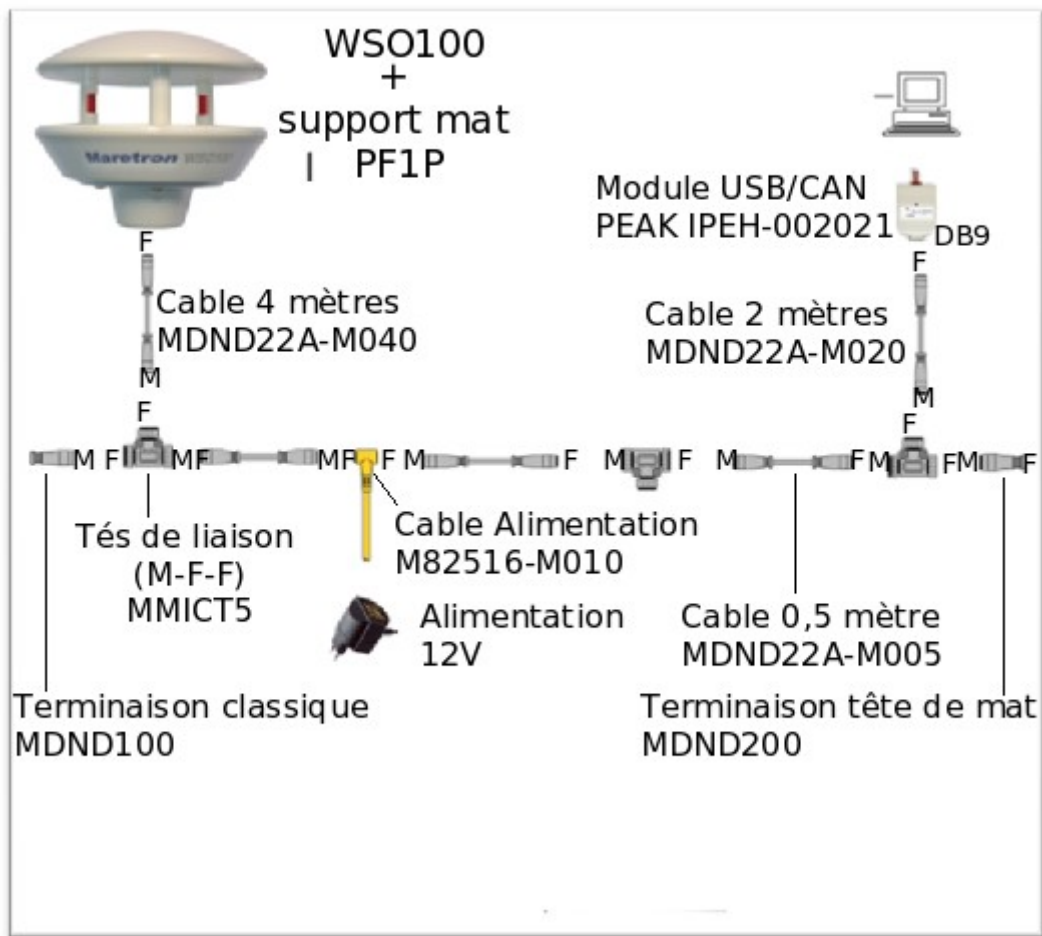 WSO100
+
support mat
PF1P
Maretron
Module USB/CAN
PEAK IPEH-002021
DB9
F
F
Cable 4 mètres
MDND22A-M040
Cable 2 mètres
MDND22A-M020
M
M
F
F
M F MF MF F M F M F M F M FM F
Cable Alimentation
M82516-M010
Tés de liaison
(M-F-F)
MMICT5
Alimentation
12V
Cable 0,5 mètre
MDND22A-M005
Terminaison classique
MDND100
Terminaison tête de mat
MDND200